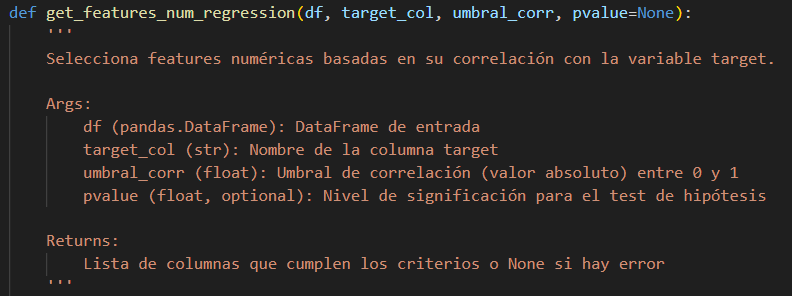 def get_features_num_regression(df, target_col, umbral_corr, pvalue=None):
'''
Selecciona features numéricas basadas en su correlación con la variable target.
Args:
df (pandas.DataFrame): DataFrame de entrada
target_col (str): Nombre de la columna target
umbral_corr (float): Umbral de correlación (valor absoluto) entre 0 y 1
pvalue (float, optional): Nivel de significación para el test de hipótesis
Returns:
Lista de columnas que cumplen los criterios o None si hay error
'''